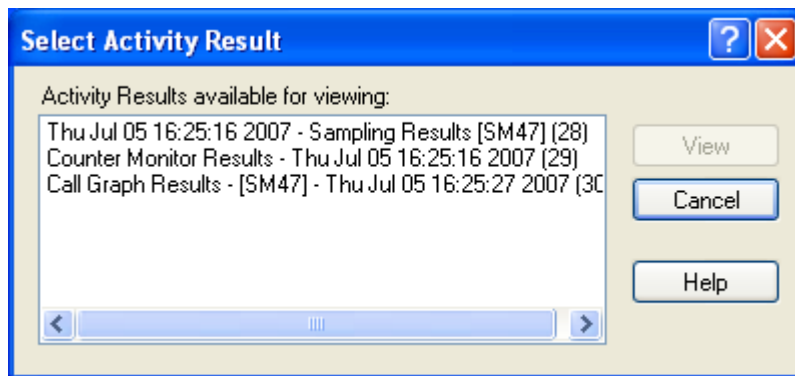 Select Activity Result
Activity Results available for viewing:
Thu Jul 05 16:25:16 2007 - Sampling Results [SM47] (28)
Counter Monitor Results - Thu Jul 05 16:25:16 2007 (29)
Call Graph Results - [SM47] - Thu Jul 05 16:25:27 2007 (30
View
Cancel
Help